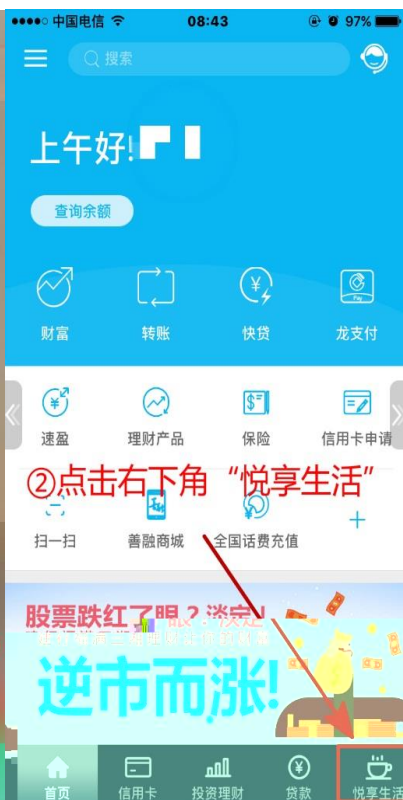 中国电信 08:43 97%
搜索
上午好!
查询余额
财富 转账 快贷 龙支付
速盈 理财产品 保险 信用卡申请
②点击右下角“悦享生活”
扫一扫 善融商城 全国话费充值
股票跌红了眼?淡定!
逆市而涨!
首页 信用卡 投资理财 贷款 悦享生活